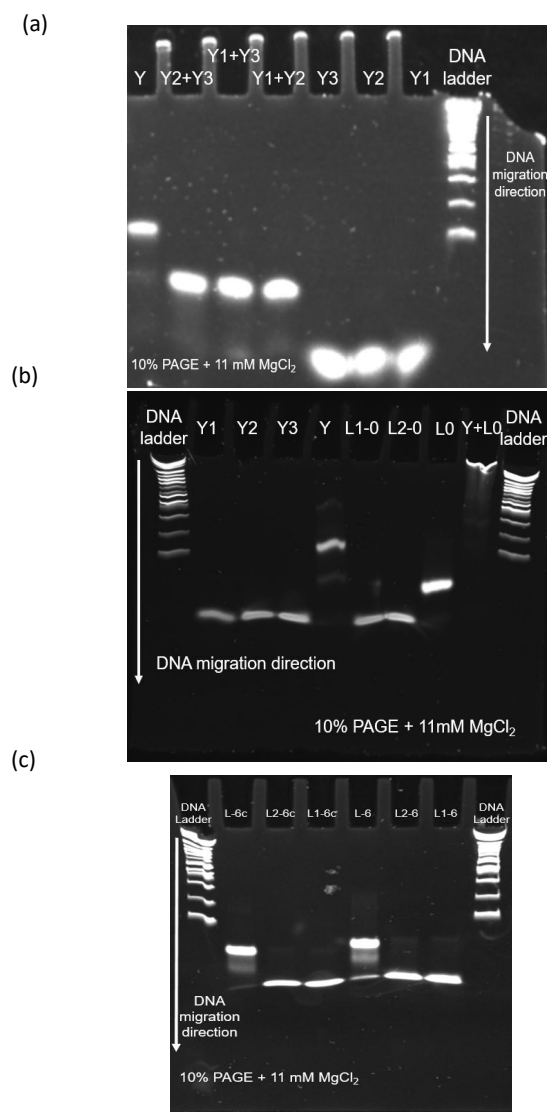 (a)
Y1+Y3
Y Y2+Y3 Y1+Y2 Y3 Y2 Y1
DNA
ladder
DNA
migration
direction
10% PAGE + 11 mM MgCl₂
(b)
DNA
ladder
Y1 Y2 Y3 Y L1-0 L2-0 L0 Y+L0
DNA
ladder
DNA migration direction
10% PAGE + 11mM MgCl₂
(c)
DNA
Ladder
L-6c L2-6c L1-6c L-6 L2-6 L1-6
DNA
Ladder
DNA
migration
direction
10% PAGE + 11 mM MgCl₂